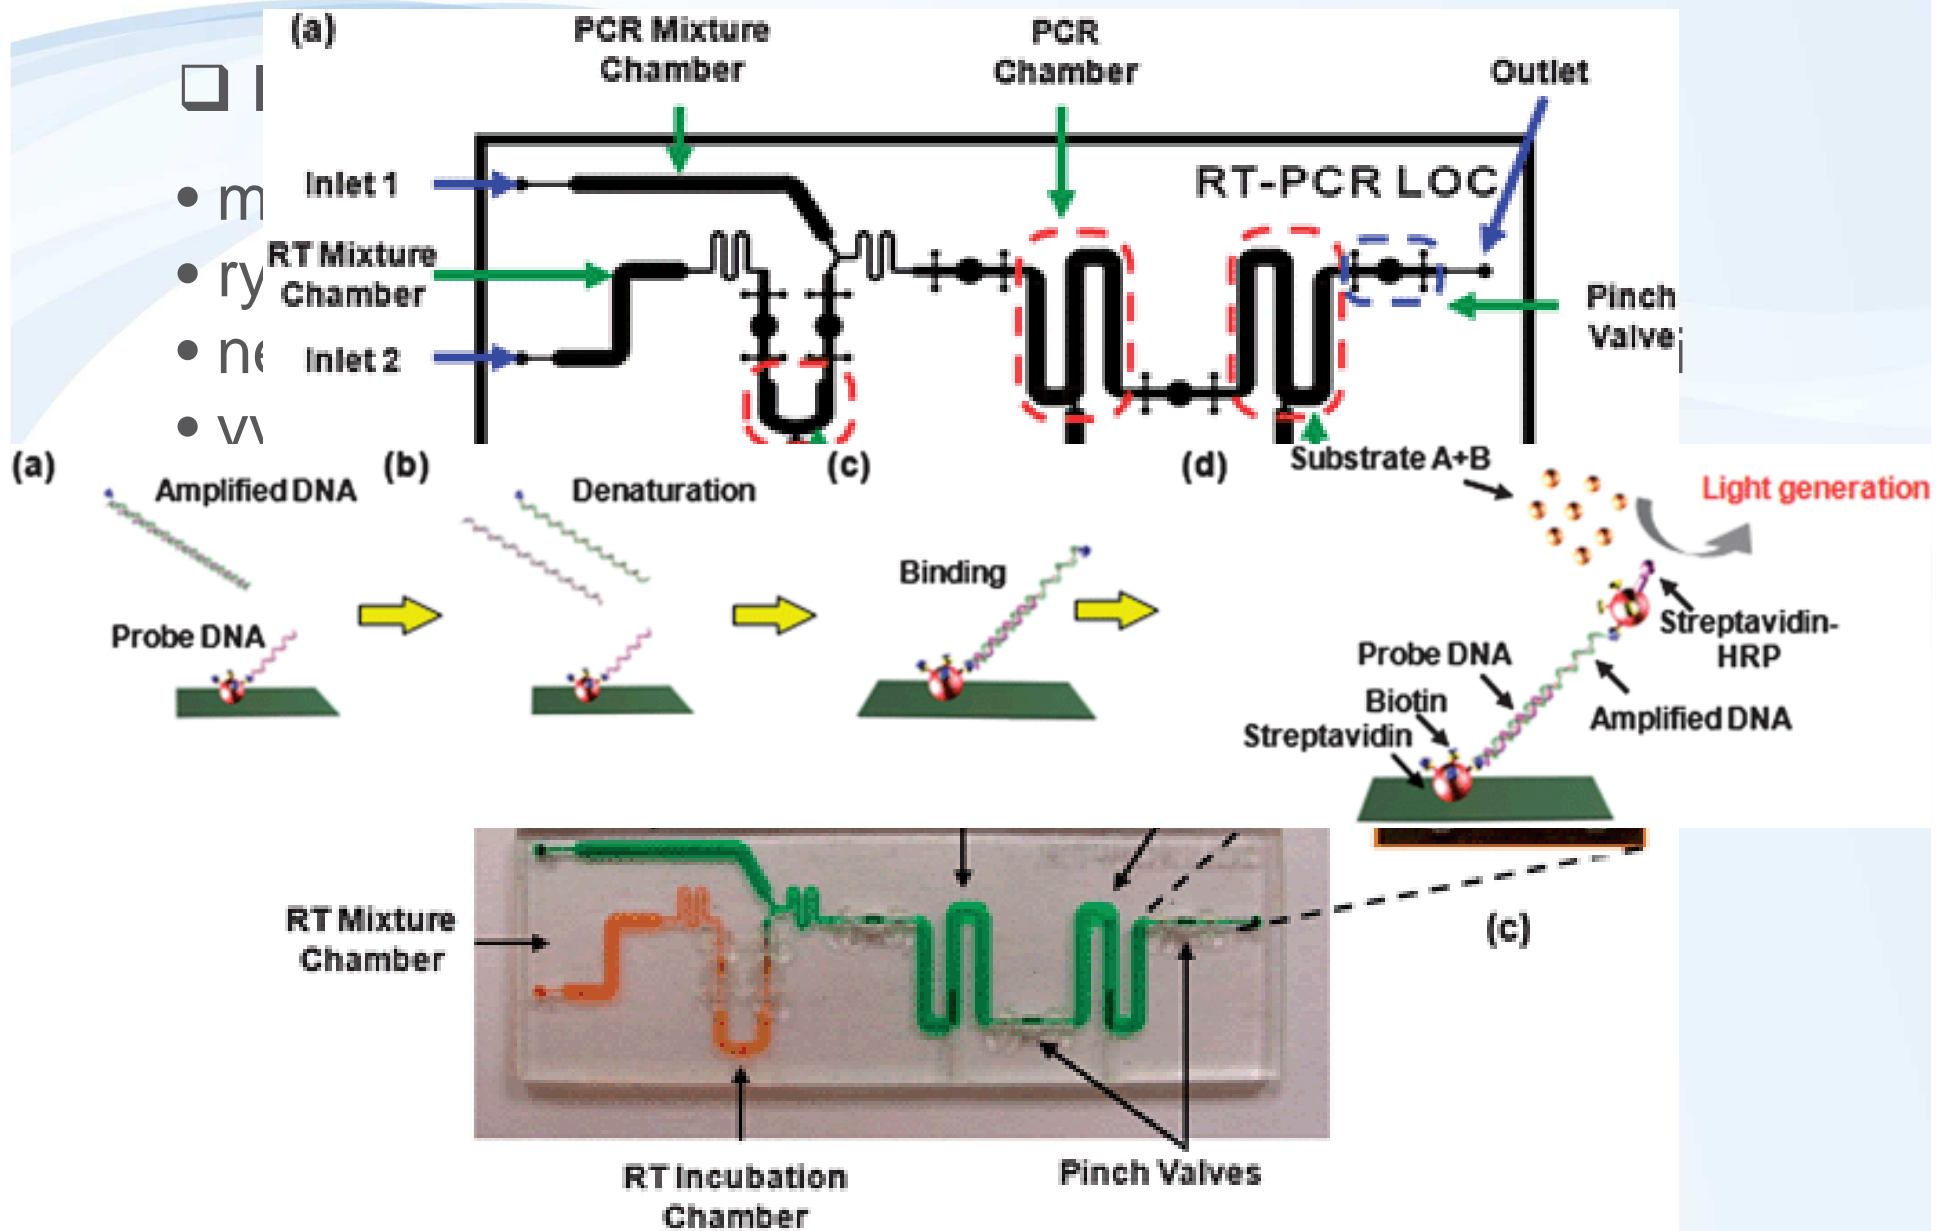 (a)
PCR Mixture
Chamber
PCR
Chamber
Outlet
Inlet 1
RT-PCR LOC
• m
RT Mixture
Chamber
• ry
Pinch
Valve
Inlet 2
• ne
(a)
Amplified DNA
Probe DNA
(b)
Denaturation
(c)
Binding
(d)
Substrate A+B
Light generation
Streptavidin-
HRP
Probe DNA
Biotin
Streptavidin
Amplified DNA
RT Mixture
Chamber
(c)
RT Incubation
Chamber
Pinch Valves